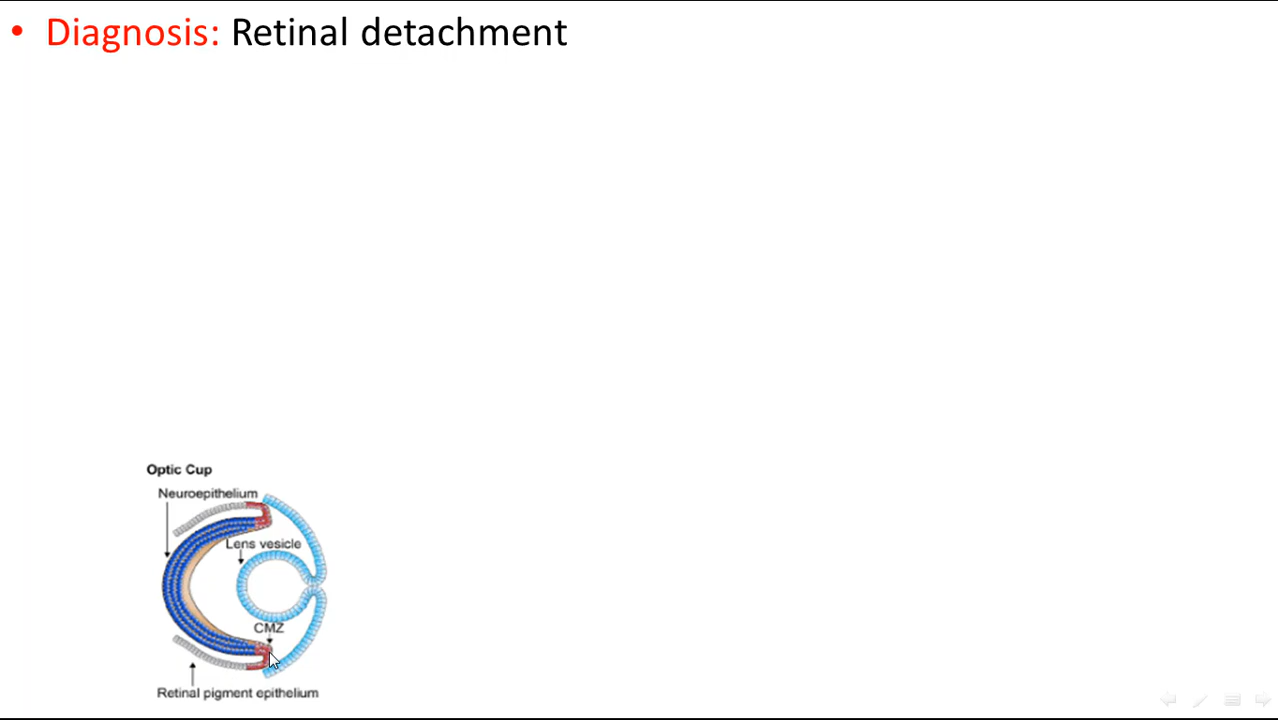 • Diagnosis: Retinal detachment
Optic Cup
Neuroepithelium
Lens vesicle
CMZ
Retinal pigment epithelium